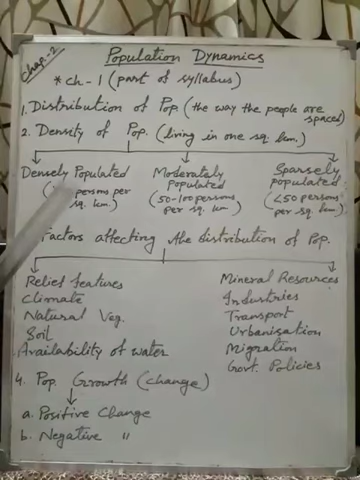 Chap-2
Population Dynamics
* Ch-1 (part of syllabus)
1. Distribution of Pop. (the way the people are spaced)
2. Density of Pop. (living in one sq. km.)
Densely Populated
persons per
sq. km.)
Moderately
populated
(50-100 persons
per sq. km)
Sparsely
populated
(<50 persons
per sq. km.)
Factors affecting the distribution of Pop.
Relief features
Climate
Natural Veg.
Soil
Availability of water
Mineral Resources
Industries
Transport
Urbanisation
Migration
Govt. Policies
4. Pop. Growth (change)
a. Positive Change
b. Negative "